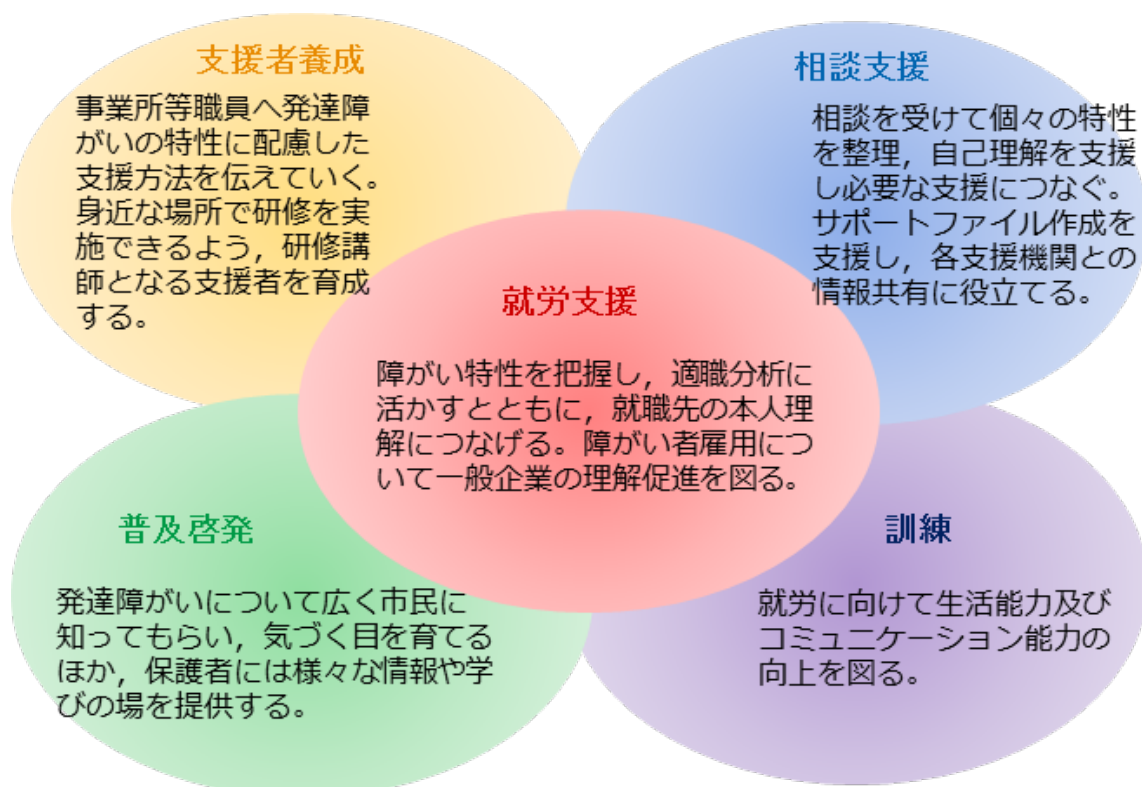 支援者養成
事業所等職員へ発達障
がいの特性に配慮した
支援方法を伝えていく。
身近な場所で研修を実
施できるよう，研修講
師となる支援者を育成
する。
相談支援
相談を受けて個々の特性
を整理，自己理解を支援
し必要な支援につなぐ。
サポートファイル作成を
支援し，各支援機関との
情報共有に役立てる。
就労支援
障がい特性を把握し，適職分析に
活かすとともに，就職先の本人理
解につなげる。障がい者雇用につ
いて一般企業の理解促進を図る。
普及啓発
発達障がいについて広く市民に
知ってもらい，気づく目を育てる
ほか，保護者には様々な情報や学
びの場を提供する。
訓練
就労に向けて生活能力及び
コミュニケーション能力の
向上を図る。